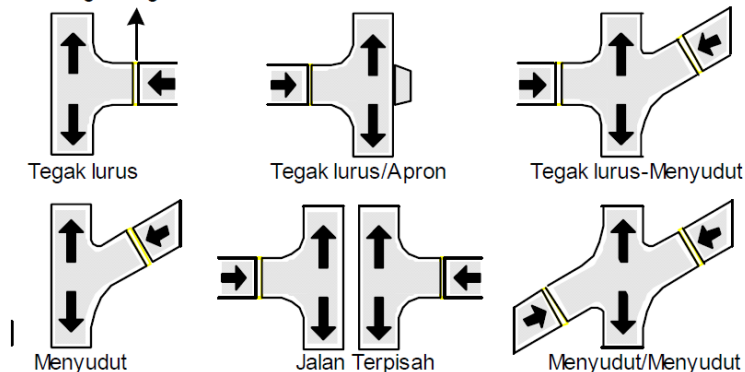 Tegak lurus
Tegak lurus/Apron
Tegak lurus-Menyudut
Menyudut
Jalan Terpisah
Menyudut/Menyudut